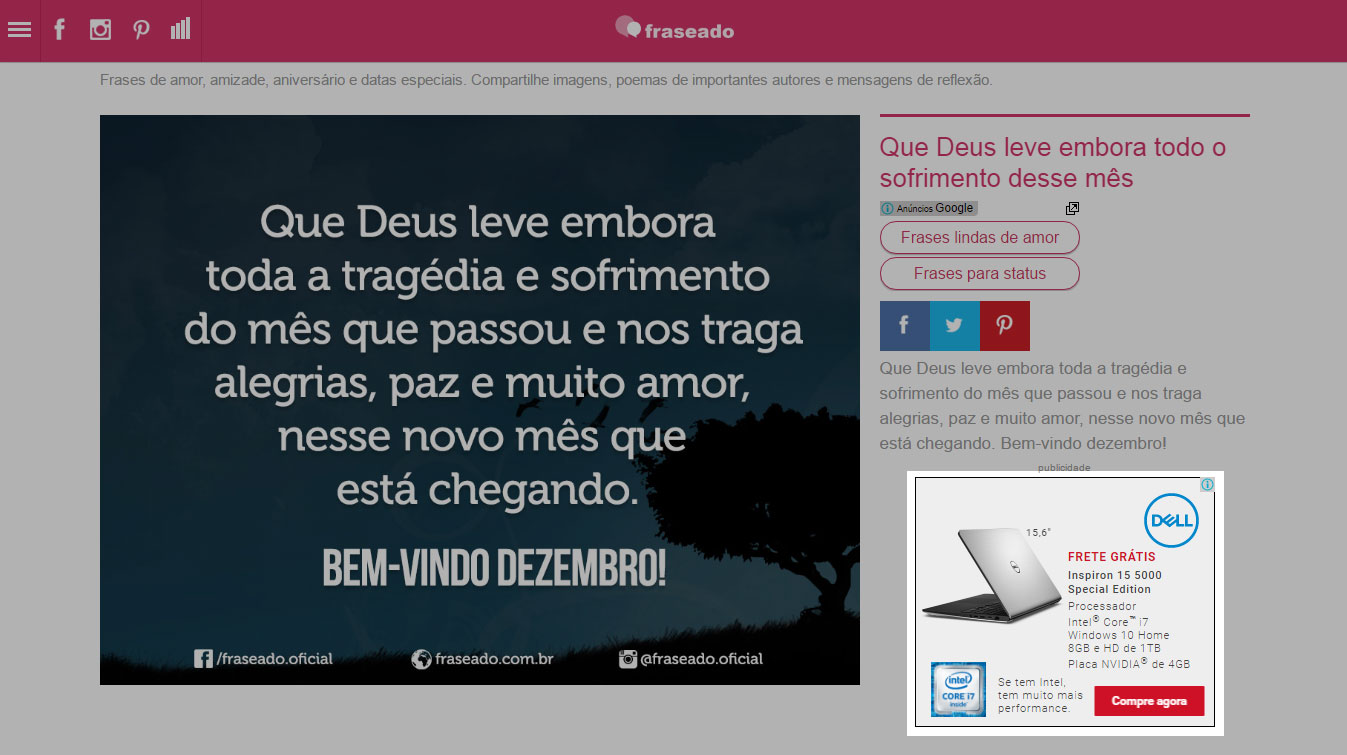 fraseado
Frases de amor, amizade, aniversário e datas especiais. Compartilhe imagens, poemas de importantes autores e mensagens de reflexão.
Que Deus leve embora
toda a tragédia e sofrimento
do mês que passou e nos traga
alegrias, paz e muito amor,
nesse novo mês que
está chegando.
BEM-VINDO DEZEMBRO!
/fraseado.oficial
fraseado.com.br
@fraseado.oficial
Que Deus leve embora todo o
sofrimento desse mês
Anúncios Google
Frases lindas de amor
Frases para status
Que Deus leve embora toda a tragédia e
sofrimento do mês que passou e nos traga
alegrias, paz e muito amor, nesse novo mês que
está chegando. Bem-vindo dezembro!
publicidade
DELL
15,6"
FRETE GRÁTIS
Inspiron 15 5000
Special Edition
Processador
Intel® Core™ i7
Windows 10 Home
8GB e HD de 1TB
Placa NVIDIA® de 4GB
intel
CORE i7
inside
Se tem Intel,
tem muito mais
performance.
Compre agora